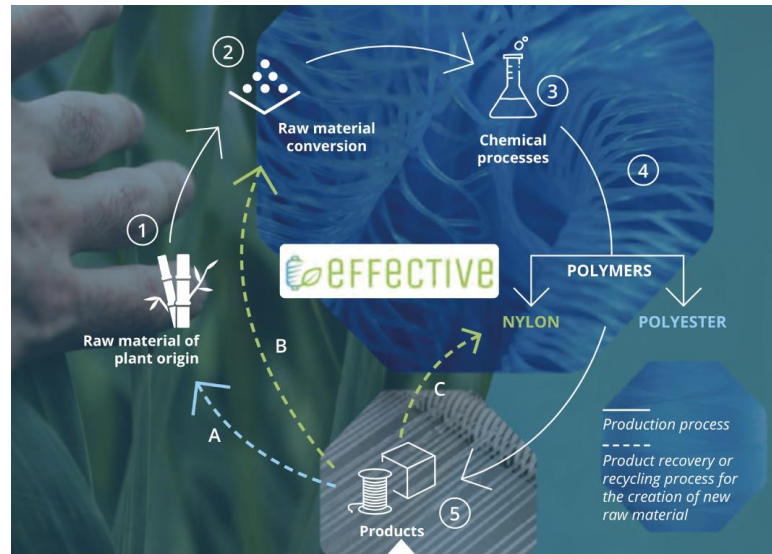 2
Raw material
conversion
3
Chemical
processes
4
1
Raw material of
plant origin
effective
POLYMERS
NYLON
POLYESTER
B
C
A
Products
5
Production process
Product recovery or
recycling process for
the creation of new
raw material